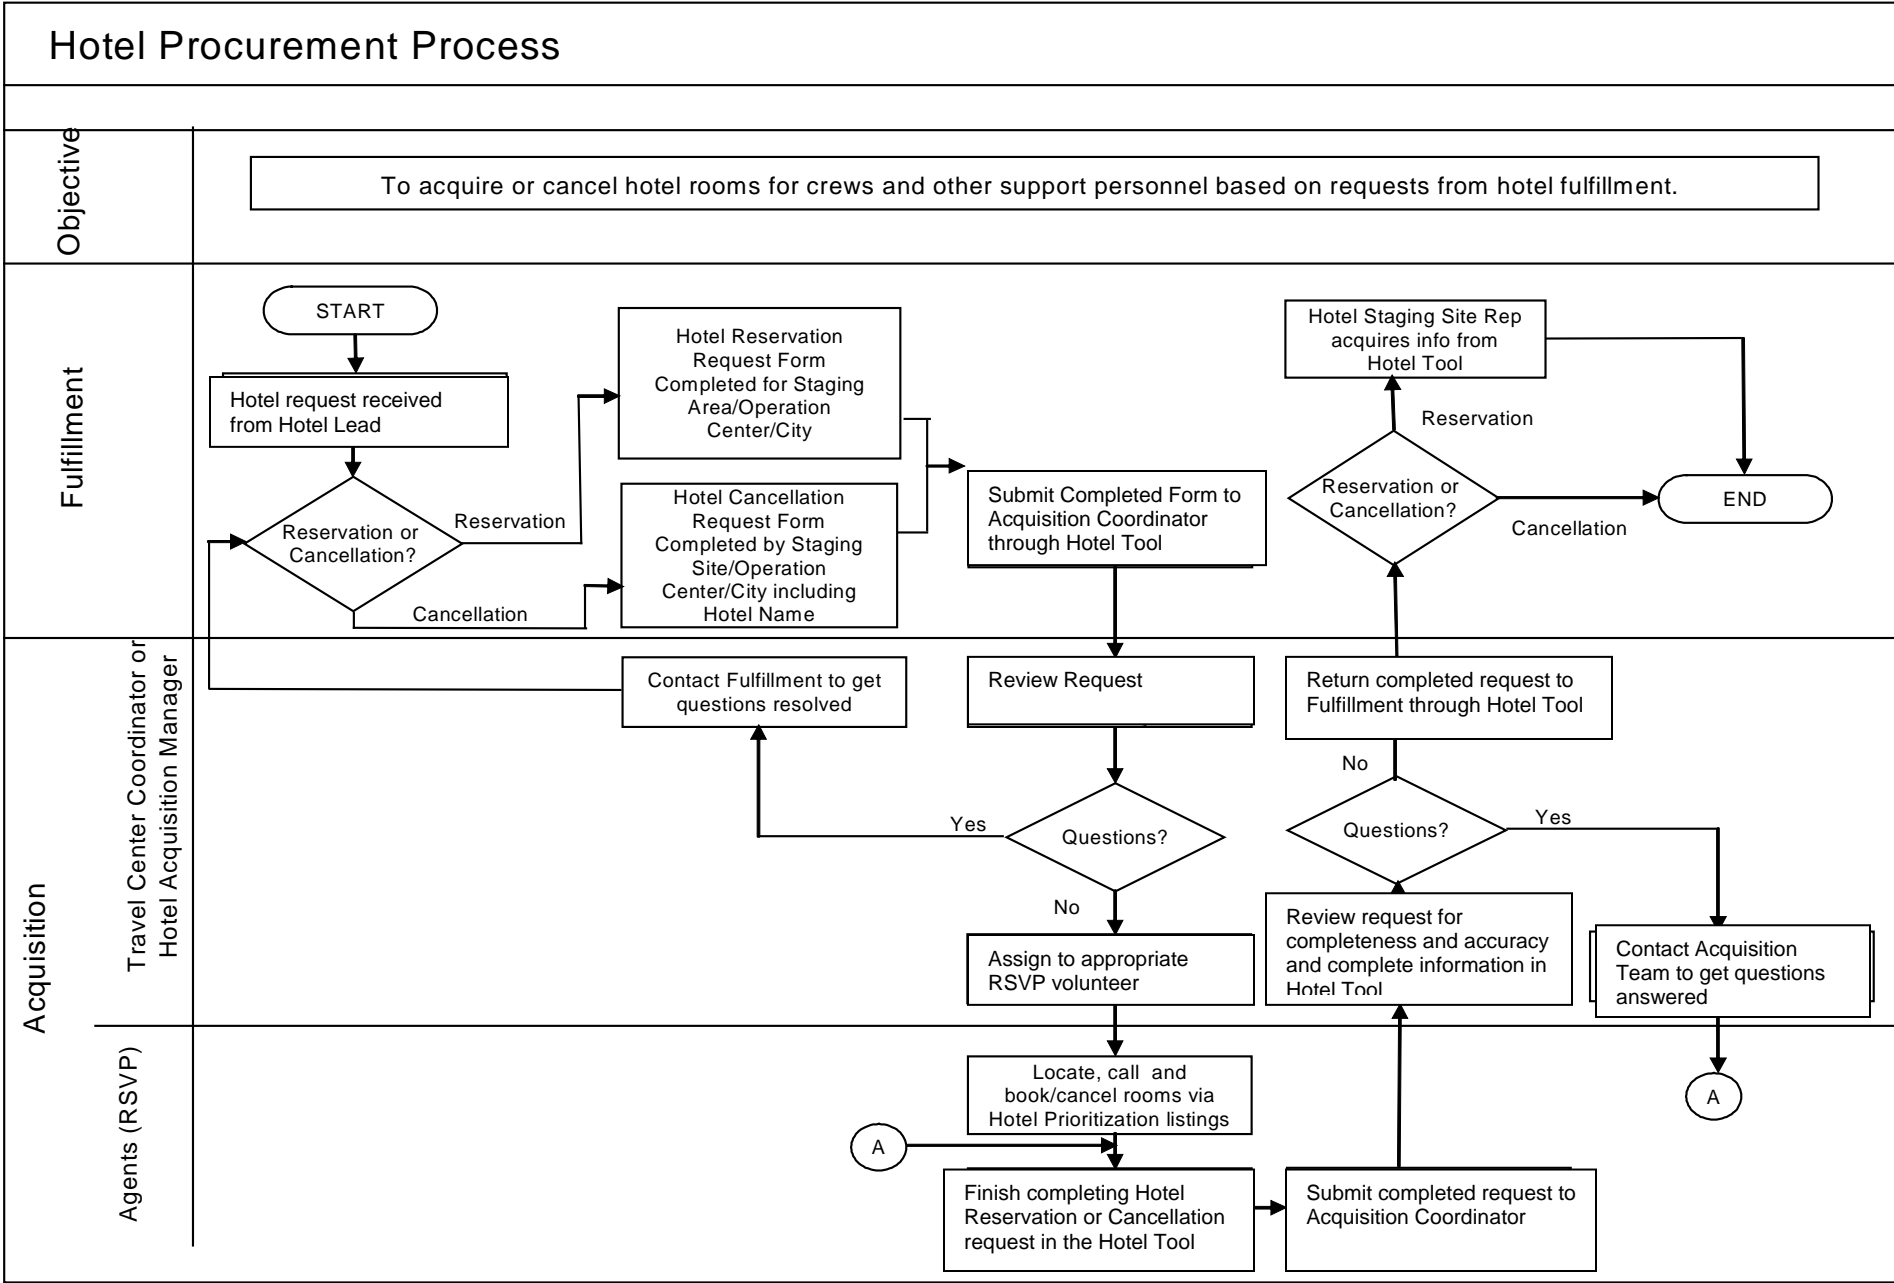 Hotel Procurement Process
Objective
To acquire or cancel hotel rooms for crews and other support personnel based on requests from hotel fulfillment.
Fulfillment
START
Hotel request received
from Hotel Lead
Reservation or
Cancellation?
Reservation
Cancellation
Hotel Reservation
Request Form
Completed for Staging
Area/Operation
Center/City
Hotel Cancellation
Request Form
Completed by Staging
Site/Operation
Center/City including
Hotel Name
Submit Completed Form to
Acquisition Coordinator
through Hotel Tool
Hotel Staging Site Rep
acquires info from
Hotel Tool
Reservation
Reservation or
Cancellation?
Cancellation
END
Acquisition
Travel Center Coordinator or
Hotel Acquisition Manager
Contact Fulfillment to get
questions resolved
Review Request
Questions?
Yes
No
Assign to appropriate
RSVP volunteer
Return completed request to
Fulfillment through Hotel Tool
No
Questions?
Yes
Review request for
completeness and accuracy
and complete information in
Hotel Tool
Contact Acquisition
Team to get questions
answered
A
Agents (RSVP)
Locate, call and
book/cancel rooms via
Hotel Prioritization listings
A
Finish completing Hotel
Reservation or Cancellation
request in the Hotel Tool
Submit completed request to
Acquisition Coordinator